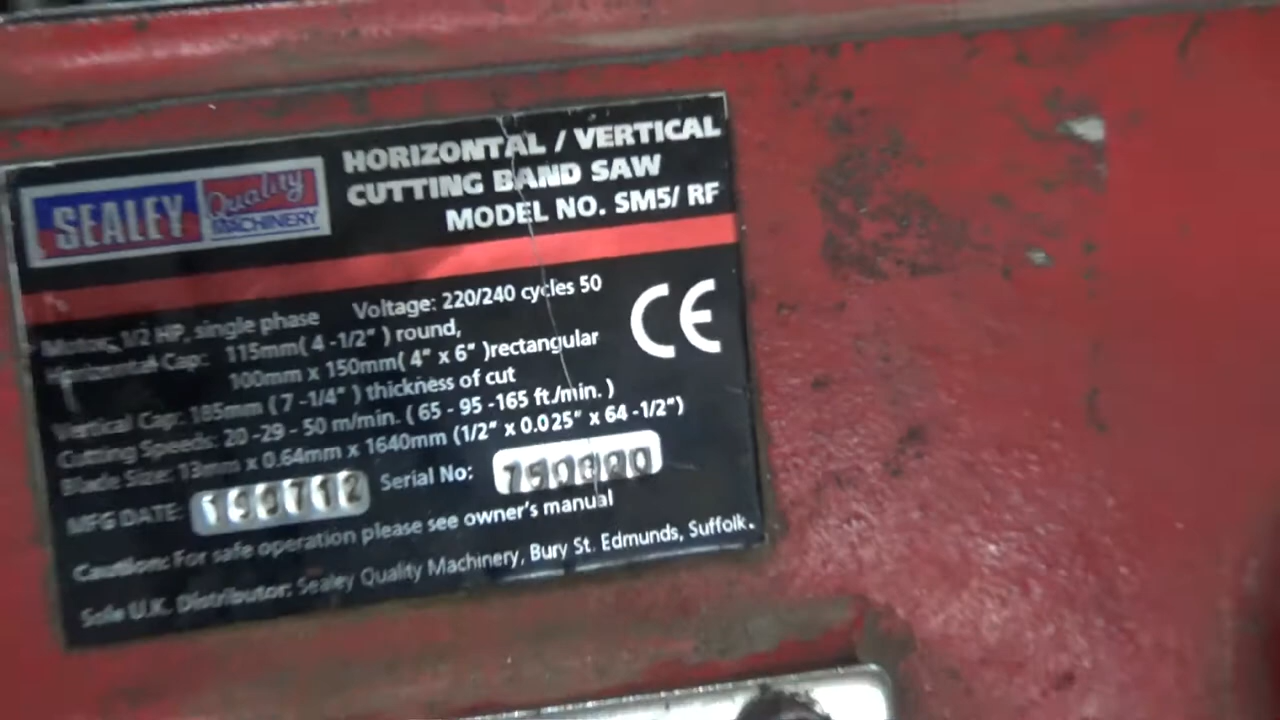 SEALEY
Quality
MACHINERY
HORIZONTAL / VERTICAL
CUTTING BAND SAW
MODEL NO. SM5/ RF
Motor: 1/2 HP, single phase Voltage: 220/240 cycles 50
Horizontal Cap: 115mm( 4 -1/2" ) round,
100mm x 150mm( 4" x 6" )rectangular
Vertical Cap: 185mm ( 7 -1/4" ) thickness of cut
Cutting Speeds: 20 -29 - 50 m/min. ( 65 - 95 -165 ft./min. )
Blade Size: 13mm x 0.64mm x 1640mm (1/2" x 0.025" x 64 -1/2")
MFG DATE: 199712 Serial No:
Caution: For safe operation please see owner's manual
Sole U.K. Distributor: Sealey Quality Machinery, Bury St. Edmunds, Suffolk.
CE